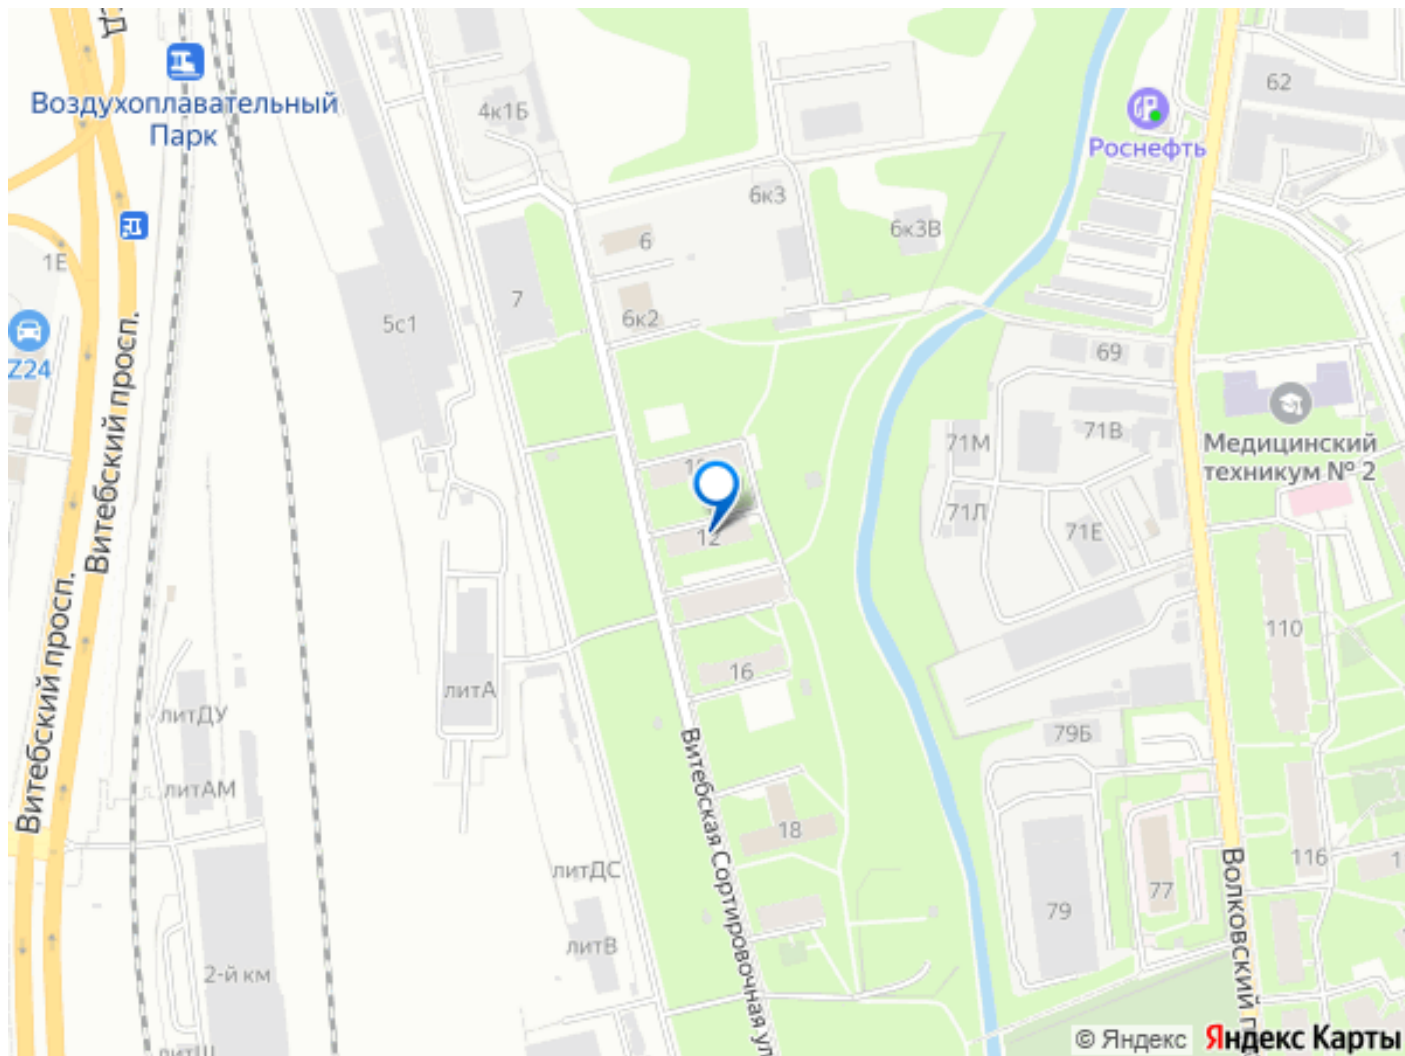 Воздухоплавательный
Парк
62
4к1Б
Роснефть
6к3
6к3В
6
1Е
7
5с1
6к2
Z24
69
71М
71В
Медицинский
техникум № 2
71Л
71Е
12
Витебский просп.
Витебский просп.
110
16
литА
литДУ
79Б
литАМ
Витебская Сортировочная ул
18
литДС
116
77
79
Волковский п
литВ
2-й км
литШ
© Яндекс
Яндекс Карты